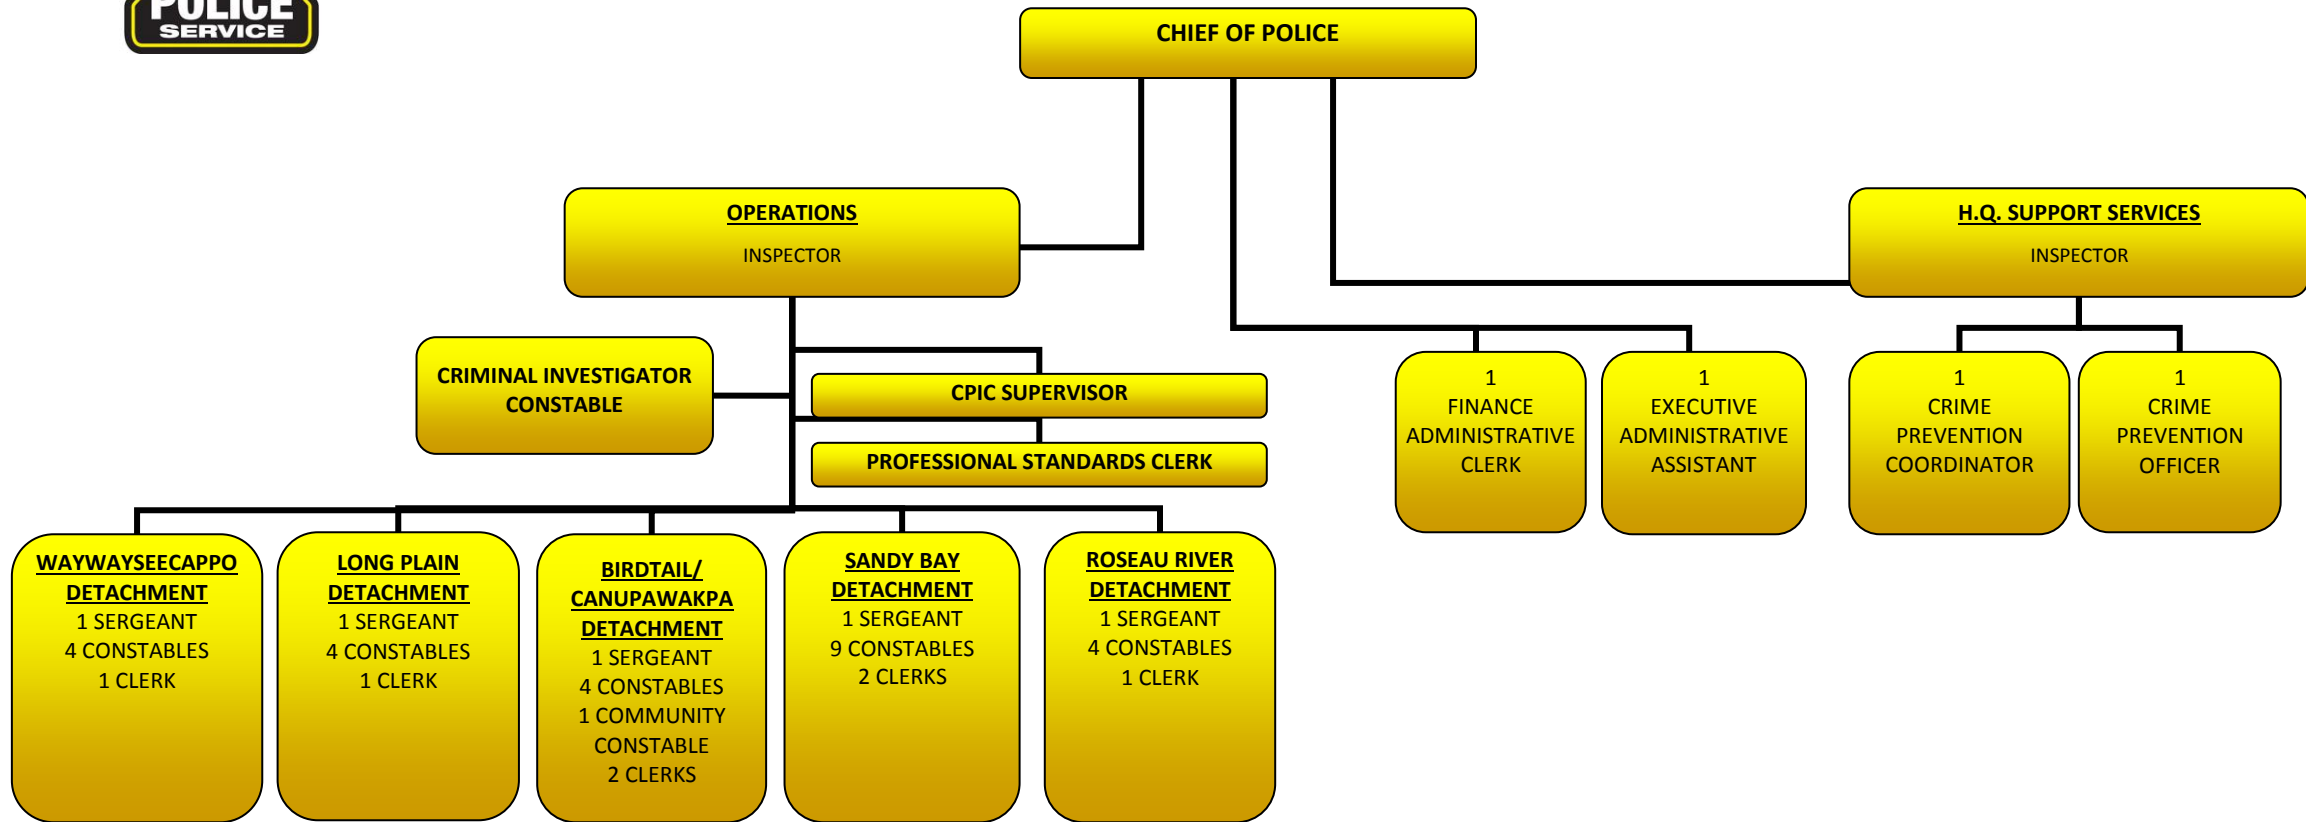 POLICE
SERVICE
CHIEF OF POLICE
OPERATIONS
INSPECTOR
H.Q. SUPPORT SERVICES
INSPECTOR
CRIMINAL INVESTIGATOR
CONSTABLE
CPIC SUPERVISOR
PROFESSIONAL STANDARDS CLERK
1
FINANCE
ADMINISTRATIVE
CLERK
1
EXECUTIVE
ADMINISTRATIVE
ASSISTANT
1
CRIME
PREVENTION
COORDINATOR
1
CRIME
PREVENTION
OFFICER
WAYWAYSEECAPPO
DETACHMENT
1 SERGEANT
4 CONSTABLES
1 CLERK
LONG PLAIN
DETACHMENT
1 SERGEANT
4 CONSTABLES
1 CLERK
BIRDTAIL/
CANUPAWAKPA
DETACHMENT
1 SERGEANT
4 CONSTABLES
1 COMMUNITY
CONSTABLE
2 CLERKS
SANDY BAY
DETACHMENT
1 SERGEANT
9 CONSTABLES
2 CLERKS
ROSEAU RIVER
DETACHMENT
1 SERGEANT
4 CONSTABLES
1 CLERK